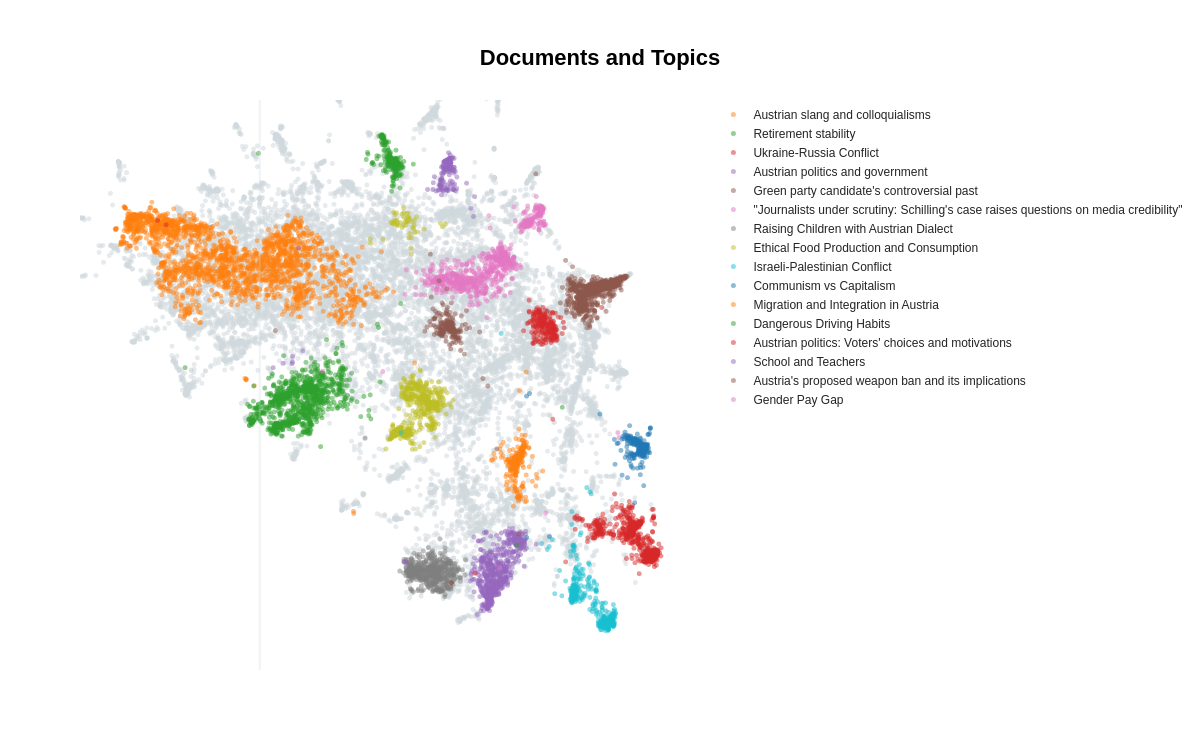 Documents and Topics
Austrian slang and colloquialisms
Retirement stability
Ukraine-Russia Conflict
Austrian politics and government
Green party candidate's controversial past
"Journalists under scrutiny: Schilling's case raises questions on media credibility"
Raising Children with Austrian Dialect
Ethical Food Production and Consumption
Israeli-Palestinian Conflict
Communism vs Capitalism
Migration and Integration in Austria
Dangerous Driving Habits
Austrian politics: Voters' choices and motivations
School and Teachers
Austria's proposed weapon ban and its implications
Gender Pay Gap